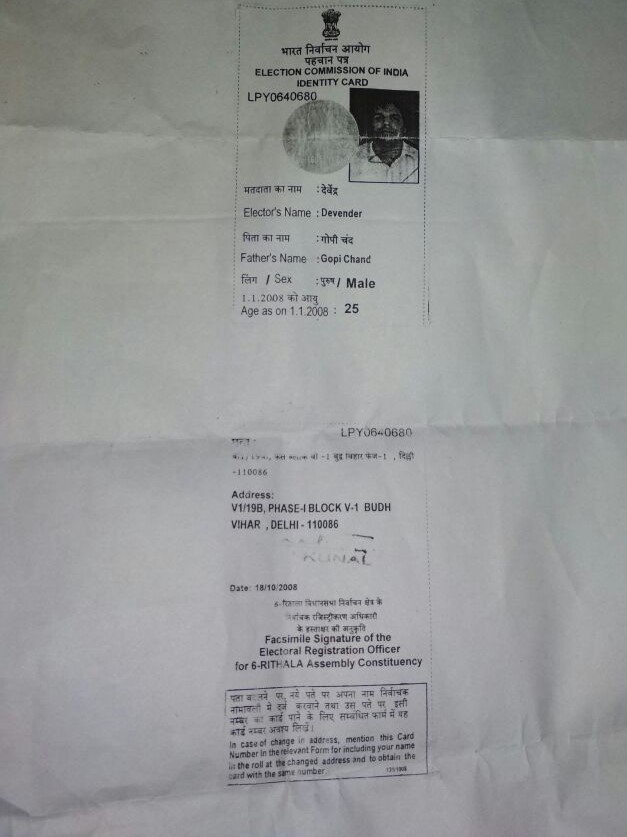 भारत निर्वाचन आयोग
पहचान पत्र
ELECTION COMMISSION OF INDIA
IDENTITY CARD
LPY0640680
मतदाता का नाम : देवेंद्र
Elector's Name : Devender
पिता का नाम : गोपी चंद
Father's Name : Gopi Chand
लिंग / Sex : पुरुष / Male
1.1.2008 को आयु
Age as on 1.1.2008 : 25
LPY0640680
-1 बुद्ध विहार फेज-1 , दिल्ली
-110086
Address:
V1/19B, PHASE-I BLOCK V-1 BUDH
VIHAR , DELHI - 110086
Date: 18/10/2008
6-रिठाला विधानसभा निर्वाचन क्षेत्र के
निर्वाचक रजिस्ट्रीकरण अधिकारी
के हस्ताक्षर की अनुकृति
Facsimile Signature of the
Electoral Registration Officer
for 6-RITHALA Assembly Constituency
पता बदलने पर, नये पते पर अपना नाम निर्वाचक
नामावली में दर्ज करवाने तथा उस पते पर इसी
नम्बर का कार्ड पाने के लिए सम्बंधित फार्म में यह
कार्ड नम्बर अवश्य लिखें।
In case of change in address, mention this Card
Number in the relevant Form for including your name
in the roll at the changed address and to obtain the
card with the same number.